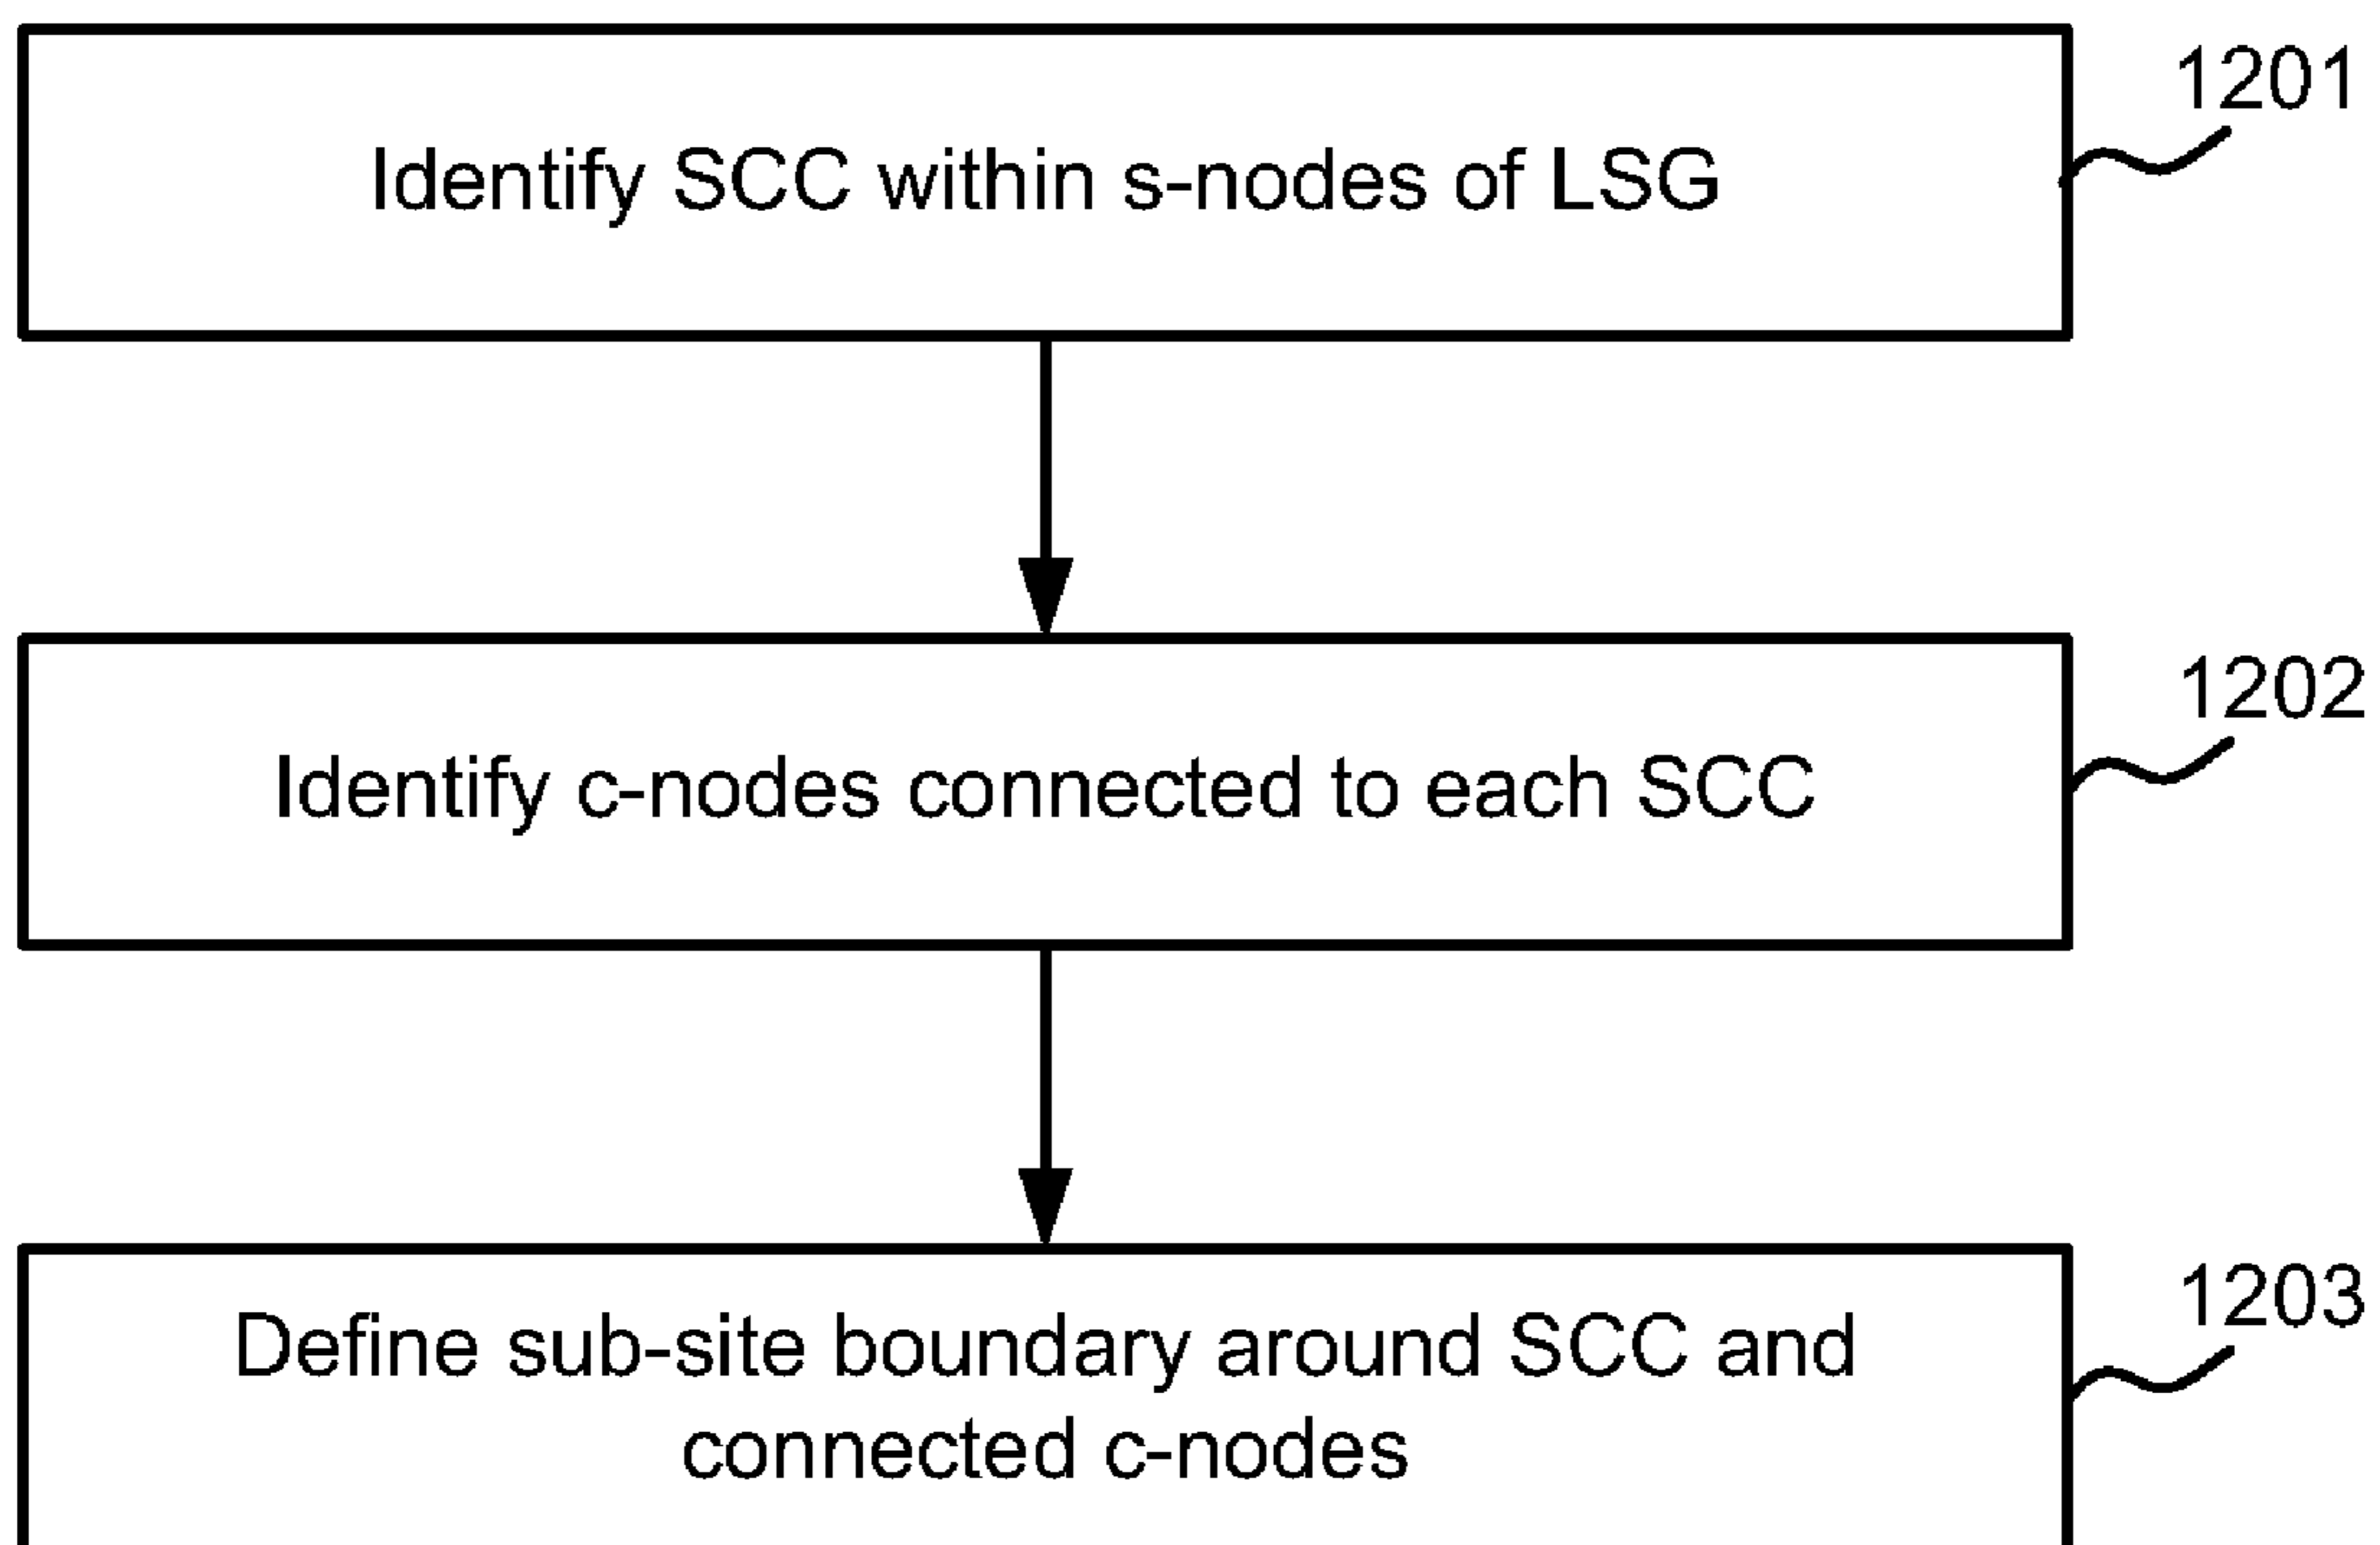 1201
Identify SCC within s-nodes of LSG
1202
Identify c-nodes connected to each SCC
1203
Define sub-site boundary around SCC and
connected c-nodes